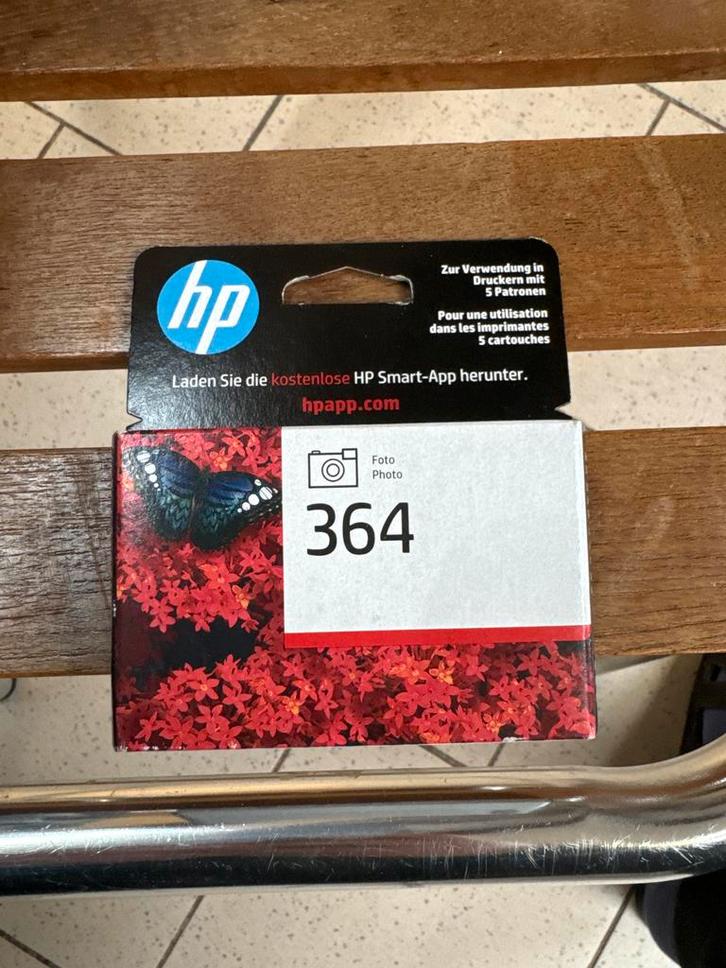 hp
Zur Verwendung in
Druckern mit
5 Patronen
Pour une utilisation
dans les imprimantes
5 cartouches
Laden Sie die kostenlose HP Smart-App herunter.
hpapp.com
Foto
Photo
364